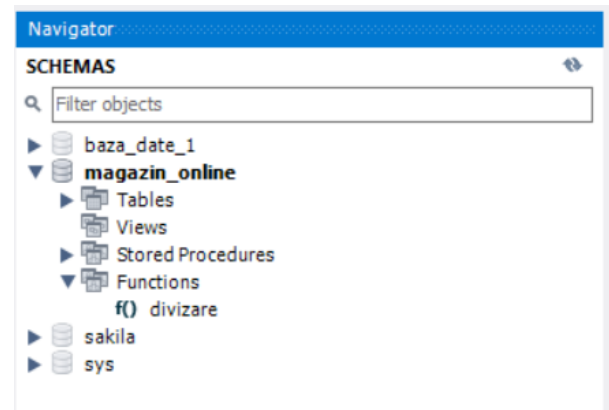 Navigator
SCHEMAS
Filter objects
baza_date_1
magazin_online
Tables
Views
Stored Procedures
Functions
f() divizare
sakila
sys